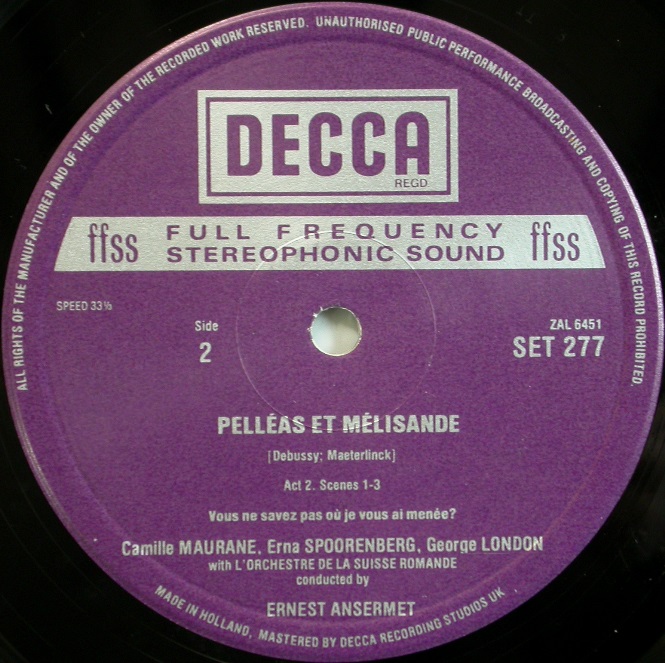 ALL RIGHTS OF THE MANUFACTURER AND OF THE OWNER OF THE RECORDED WORK RESERVED. UNAUTHORISED PUBLIC PERFORMANCE BROADCASTING AND COPYING OF THIS RECORD PROHIBITED.
DECCA
REGD
ffss FULL FREQUENCY STEREOPHONIC SOUND ffss
SPEED 33⅓
Side
2
ZAL 6451
SET 277
PELLÉAS ET MÉLISANDE
[Debussy; Maeterlinck]
Act 2. Scenes 1-3
Vous ne savez pas où je vous ai menée?
Camille MAURANE, Erna SPOORENBERG, George LONDON
with L'ORCHESTRE DE LA SUISSE ROMANDE
conducted by
ERNEST ANSERMET
MADE IN HOLLAND, MASTERED BY DECCA RECORDING STUDIOS UK .